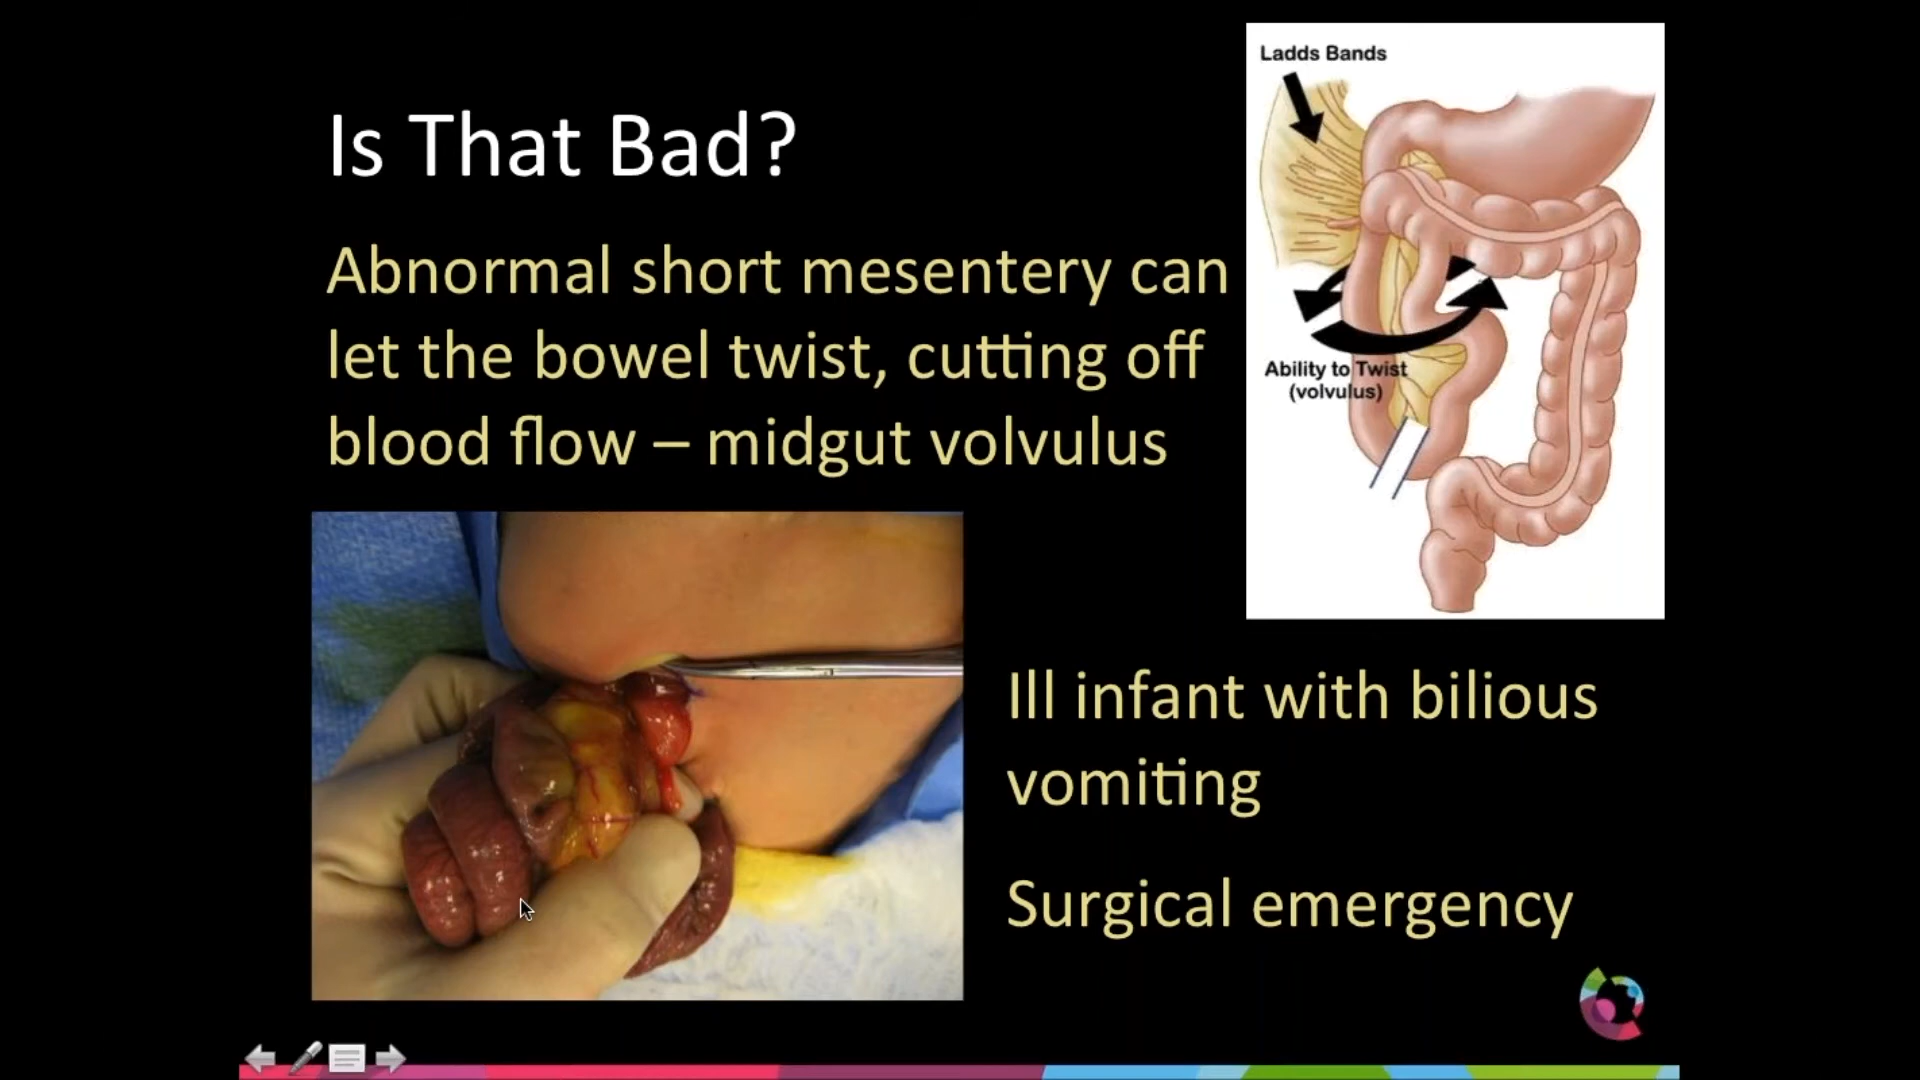 Is That Bad?
Abnormal short mesentery can
let the bowel twist, cutting off
blood flow – midgut volvulus
Ladds Bands
Ability to Twist
(volvulus)
Ill infant with bilious
vomiting
Surgical emergency